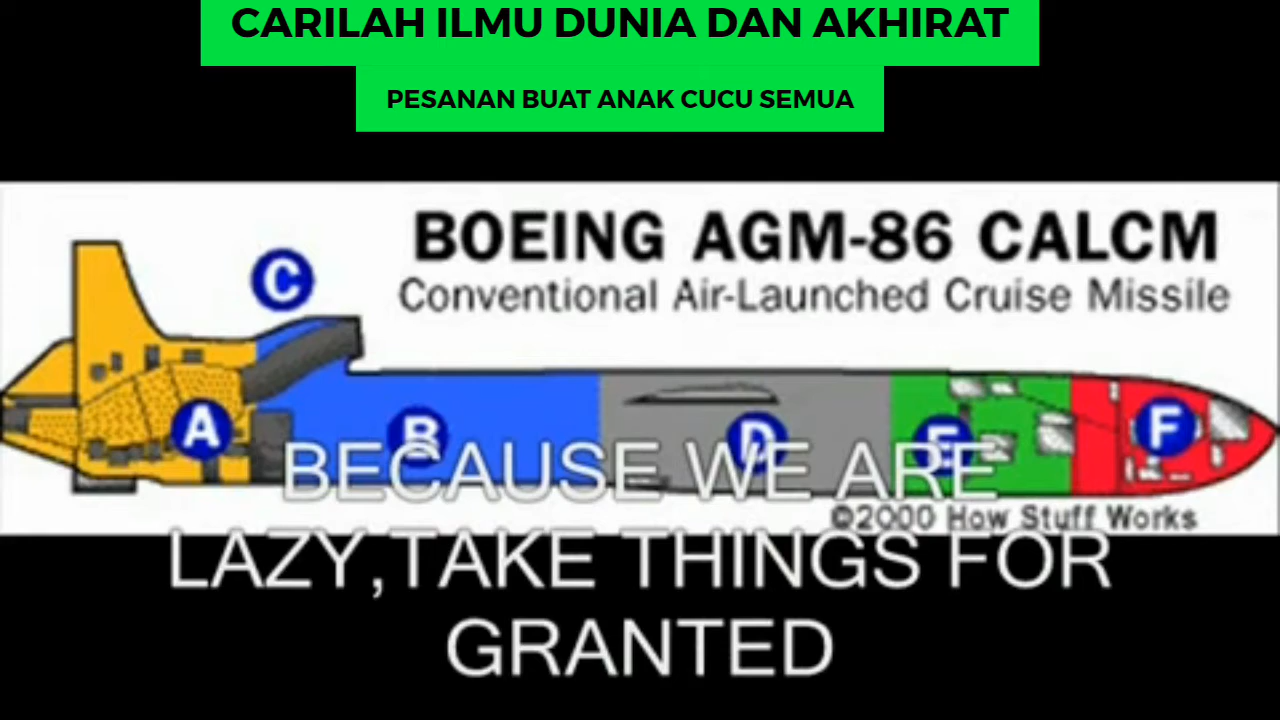 CARILAH ILMU DUNIA DAN AKHIRAT
PESANAN BUAT ANAK CUCU SEMUA
BOEING AGM-86 CALCM
Conventional Air-Launched Cruise Missile
C
A
B
D
E
F
©2000 How Stuff Works
BECAUSE WE ARE
LAZY,TAKE THINGS FOR
GRANTED